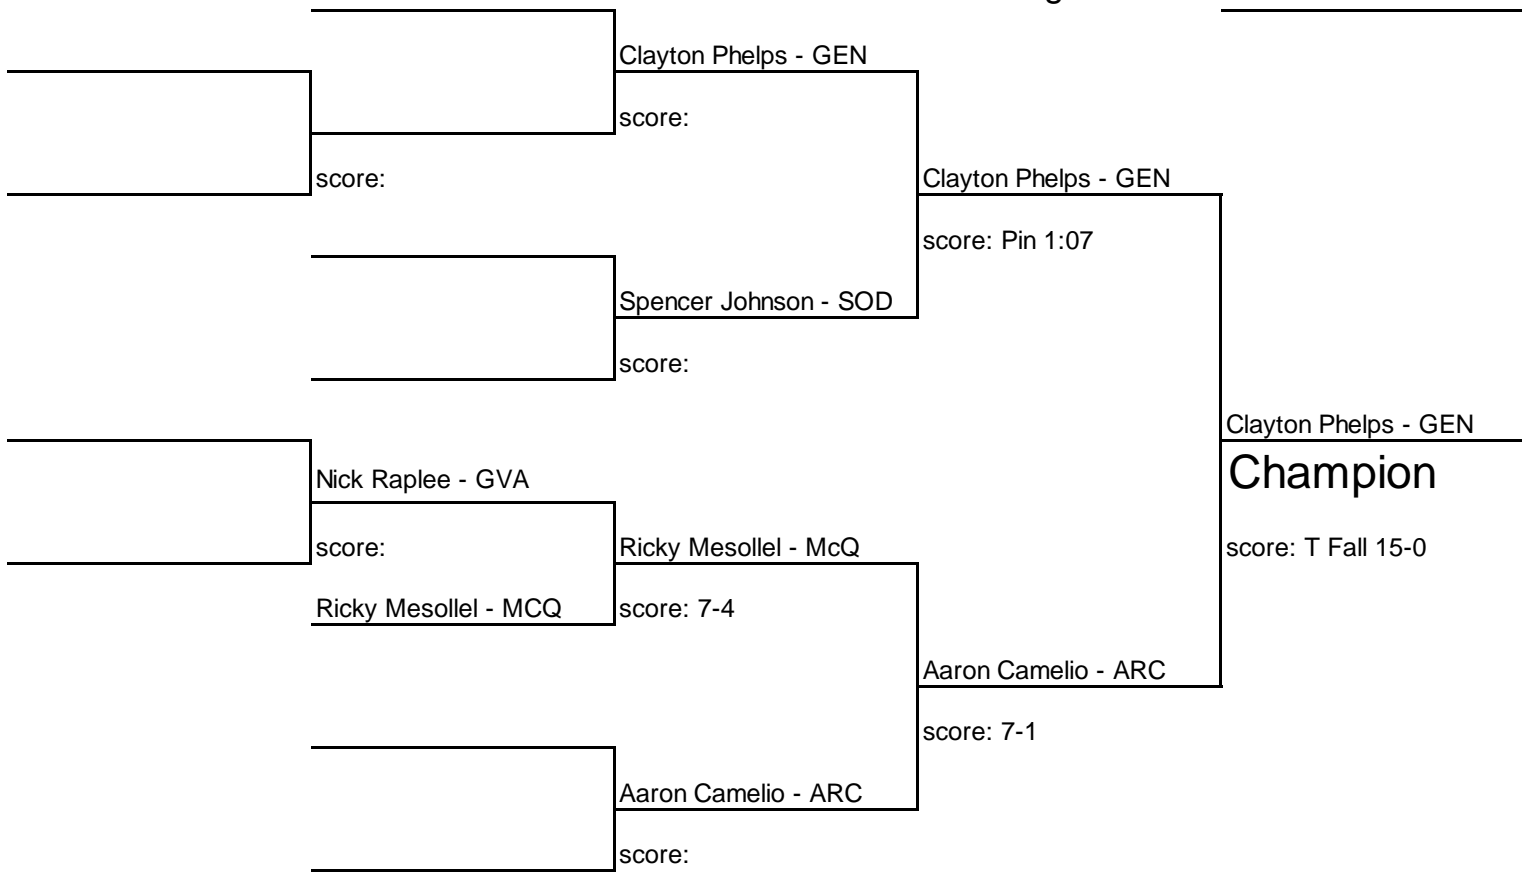 Clayton Phelps - GEN
score:
score:
Clayton Phelps - GEN
score: Pin 1:07
Spencer Johnson - SOD
score:
Clayton Phelps - GEN
Champion
score: T Fall 15-0
Nick Raplee - GVA
score:
Ricky Mesollel - McQ
Ricky Mesollel - MCQ
score: 7-4
Aaron Camelio - ARC
score: 7-1
Aaron Camelio - ARC
score: